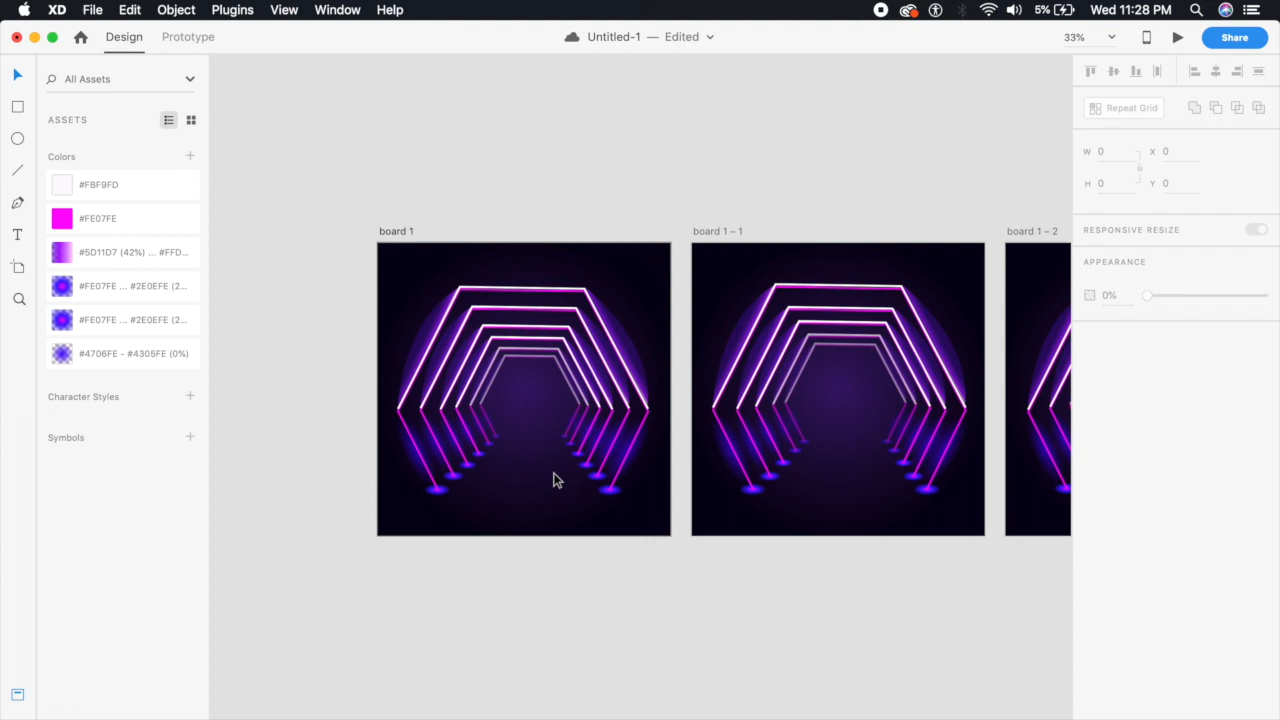 XD File Edit Object Plugins View Window Help 5% Wed 11:28 PM
Design Prototype Untitled-1 — Edited 33% Share
All Assets
ASSETS
Colors
#FBF9FD
#FE07FE
#5D11D7 (42%) ... #FFD...
#FE07FE ... #2E0EFE (2...
#FE07FE ... #2E0EFE (2...
#4706FE - #4305FE (0%)
Character Styles
Symbols
board 1
board 1 – 1
board 1 – 2
Repeat Grid
W 0 X 0
H 0 Y 0
RESPONSIVE RESIZE
APPEARANCE
0%